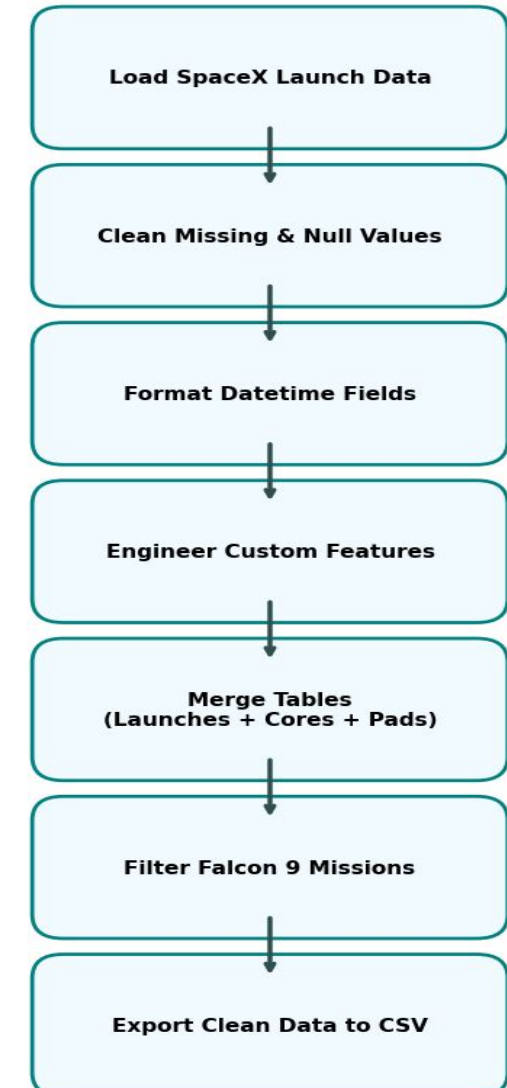 Load SpaceX Launch Data
Clean Missing & Null Values
Format Datetime Fields
Engineer Custom Features
Merge Tables
(Launches + Cores + Pads)
Filter Falcon 9 Missions
Export Clean Data to CSV